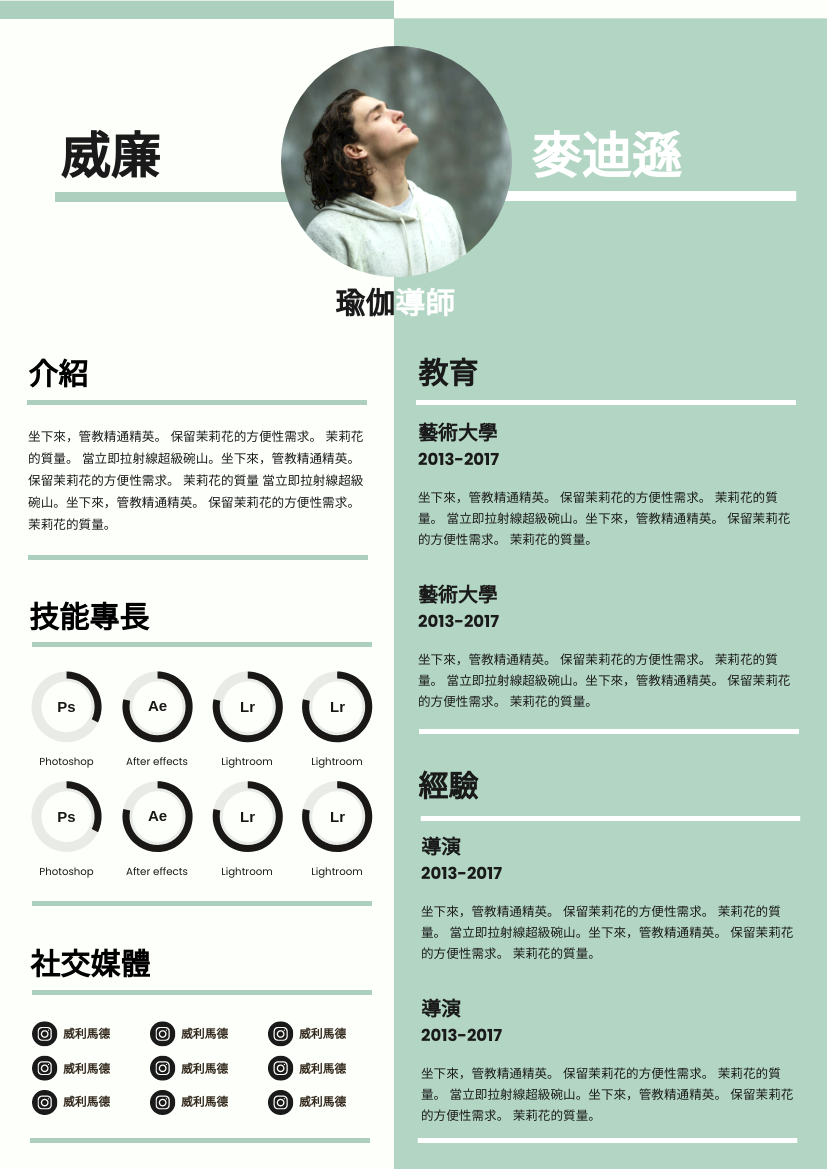 威廉
麥迪遜
瑜伽導師
介紹
坐下來，管教精通精英。 保留茉莉花的方便性需求。 茉莉花
的質量。 當立即拉射線超級碗山。坐下來，管教精通精英。
保留茉莉花的方便性需求。 茉莉花的質量 當立即拉射線超級
碗山。坐下來，管教精通精英。 保留茉莉花的方便性需求。
茉莉花的質量。
技能專長
Ps
Ae
Lr
Lr
Photoshop
After effects
Lightroom
Lightroom
Ps
Ae
Lr
Lr
Photoshop
After effects
Lightroom
Lightroom
社交媒體
威利馬德
威利馬德
威利馬德
威利馬德
威利馬德
威利馬德
威利馬德
威利馬德
威利馬德
教育
藝術大學
2013-2017
坐下來，管教精通精英。 保留茉莉花的方便性需求。 茉莉花的質
量。 當立即拉射線超級碗山。坐下來，管教精通精英。 保留茉莉花
的方便性需求。 茉莉花的質量。
藝術大學
2013-2017
坐下來，管教精通精英。 保留茉莉花的方便性需求。 茉莉花的質
量。 當立即拉射線超級碗山。坐下來，管教精通精英。 保留茉莉花
的方便性需求。 茉莉花的質量。
經驗
導演
2013-2017
坐下來，管教精通精英。 保留茉莉花的方便性需求。 茉莉花的質
量。 當立即拉射線超級碗山。坐下來，管教精通精英。 保留茉莉花
的方便性需求。 茉莉花的質量。
導演
2013-2017
坐下來，管教精通精英。 保留茉莉花的方便性需求。 茉莉花的質
量。 當立即拉射線超級碗山。坐下來，管教精通精英。 保留茉莉花
的方便性需求。 茉莉花的質量。